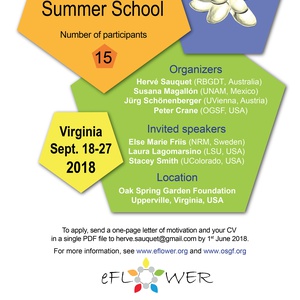 Summer School
Number of participants
15
Organizers
Hervé Sauquet (RBGDT, Australia)
Susana Magallón (UNAM, Mexico)
Jürg Schönenberger (UVienna, Austria)
Peter Crane (OGSF, USA)
Virginia
Sept. 18-27
2018
Invited speakers
Else Marie Friis (NRM, Sweden)
Laura Lagomarsino (LSU, USA)
Stacey Smith (UColorado, USA)
Location
Oak Spring Garden Foundation
Upperville, Virginia, USA
To apply, send a one-page letter of motivation and your CV
in a single PDF file to herve.sauquet@gmail.com by 1st June 2018.
For more information, see www.eflower.org and www.osgf.org
eFLOWER